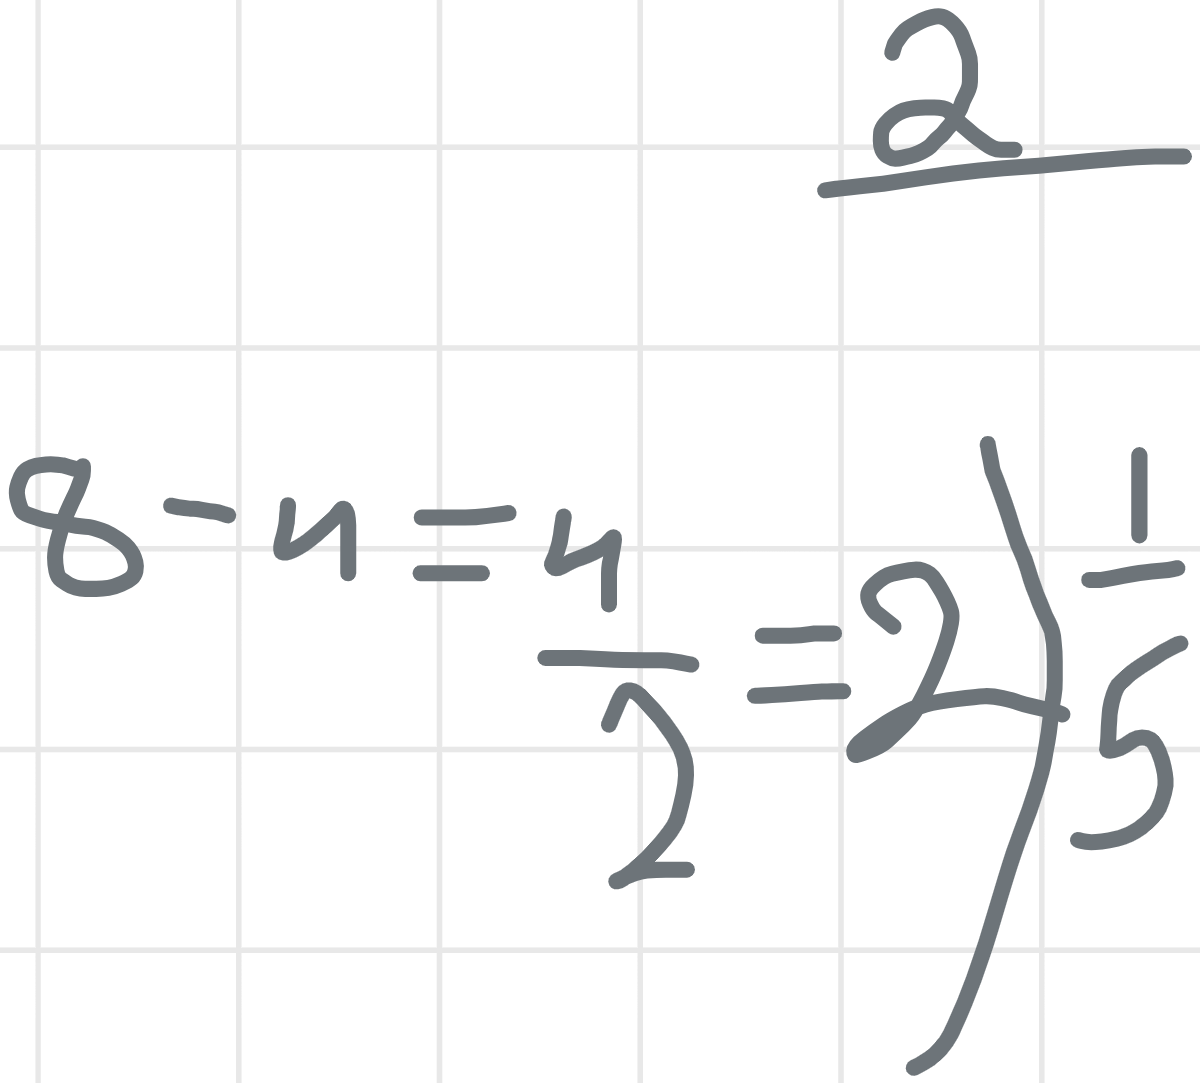 2
8 - 4 = 4/2 = 2 ) 1/5